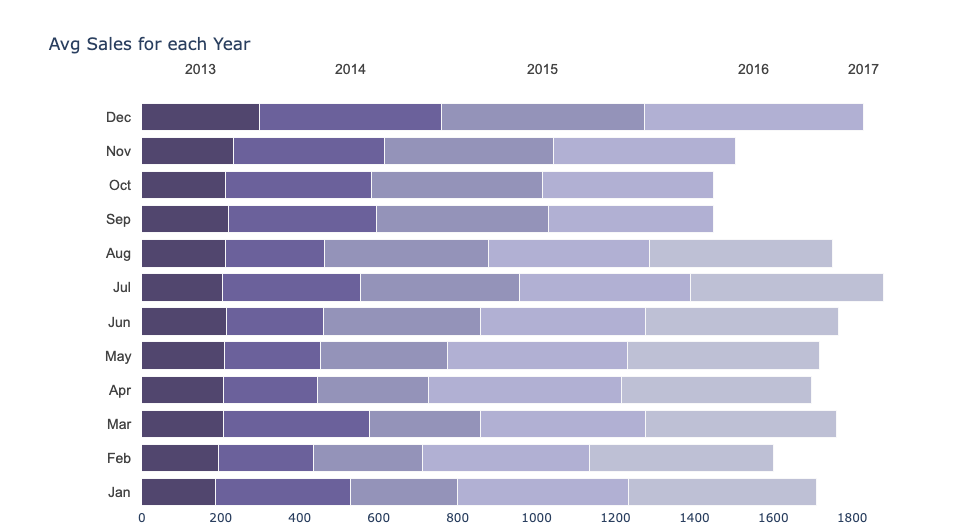 Avg Sales for each Year
2013 2014 2015 2016 2017
Dec
Nov
Oct
Sep
Aug
Jul
Jun
May
Apr
Mar
Feb
Jan
0 200 400 600 800 1000 1200 1400 1600 1800